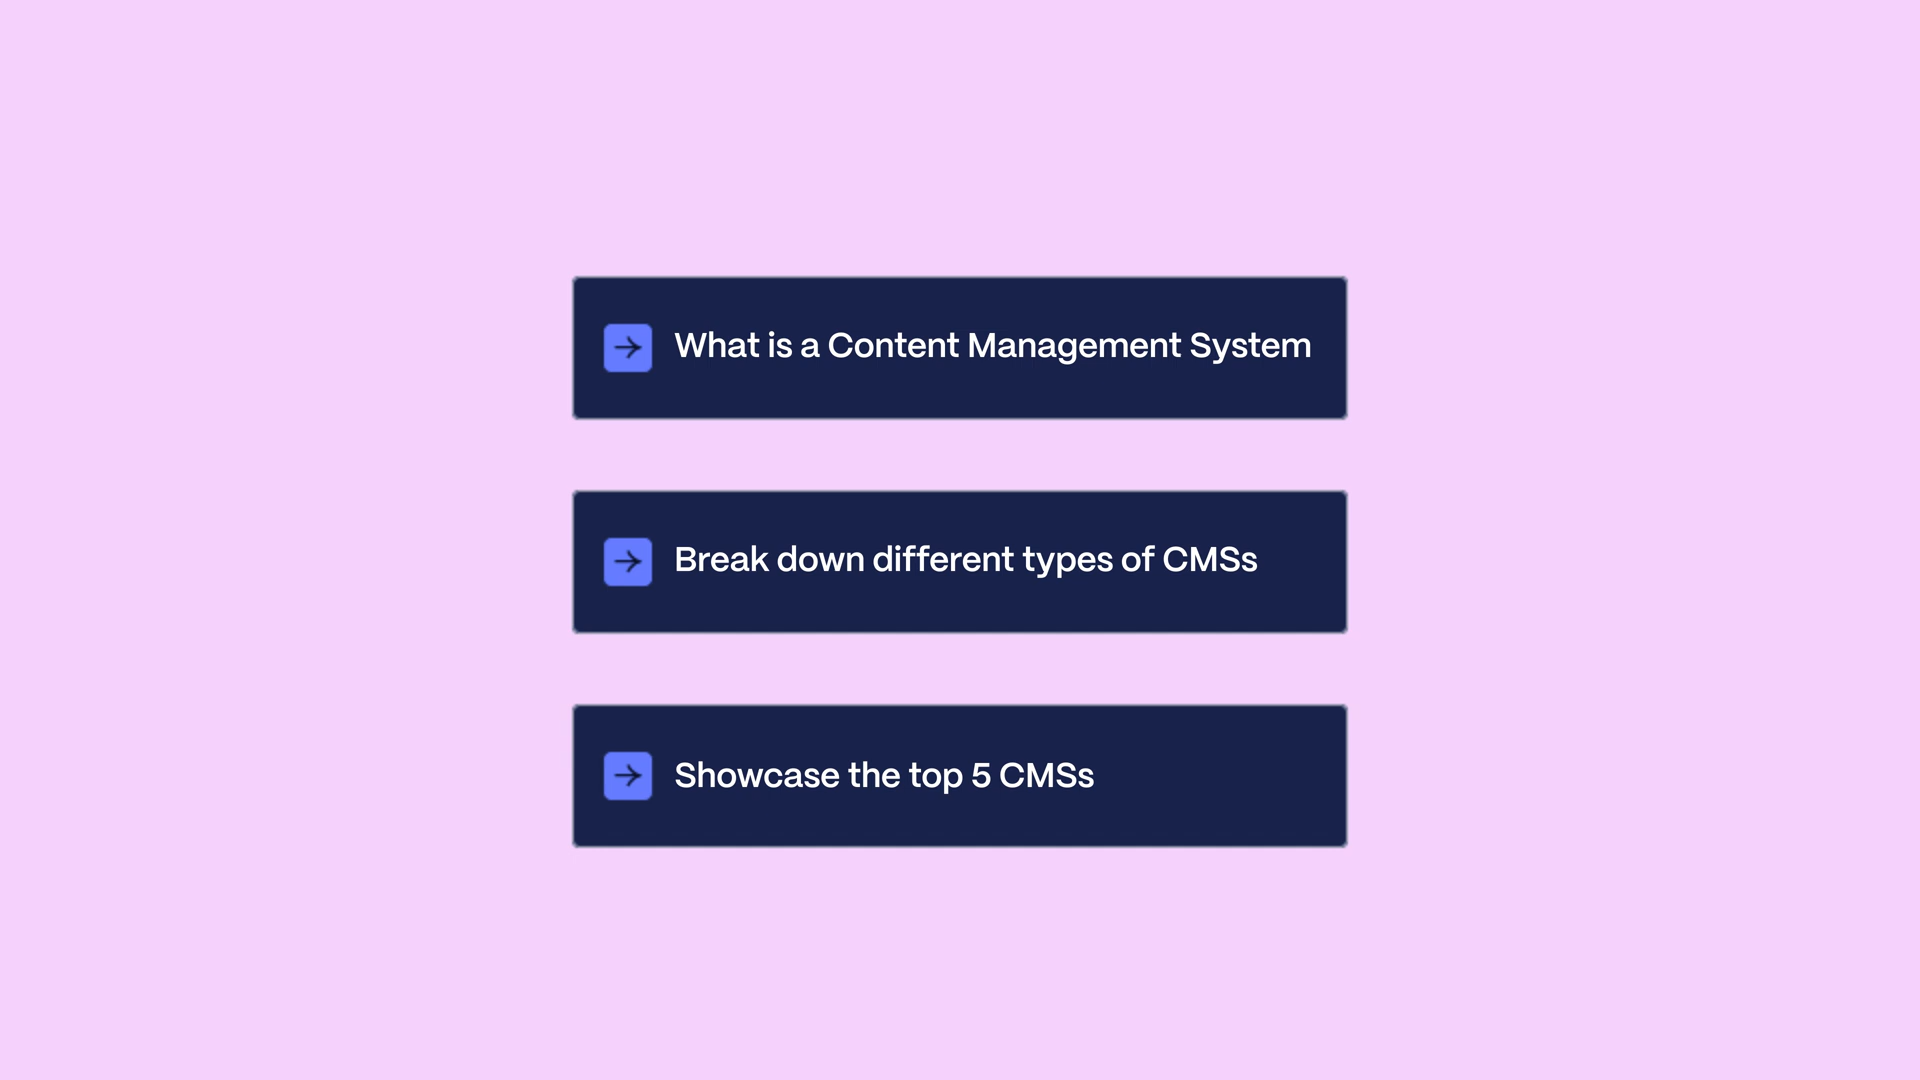 What is a Content Management System
Break down different types of CMSs
Showcase the top 5 CMSs